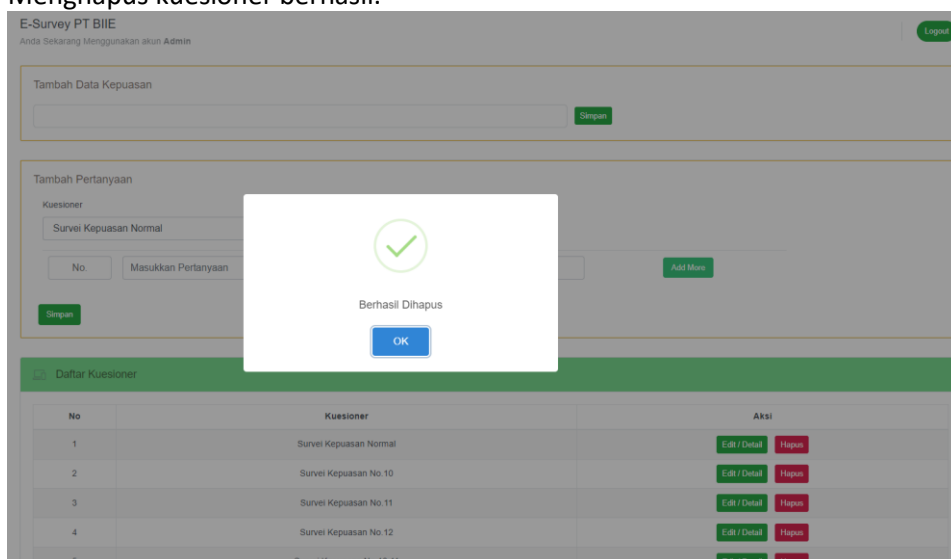 Menghapus kuesioner berhasil.
E-Survey PT BIIE
Anda Sekarang Menggunakan akun Admin
Logout
Tambah Data Kepuasan
Simpan
Tambah Pertanyaan
Kuesioner
Survei Kepuasan Normal
No. Masukkan Pertanyaan Add More
Simpan
Berhasil Dihapus
OK
Daftar Kuesioner
No Kuesioner Aksi
1 Survei Kepuasan Normal Edit / Detail Hapus
2 Survei Kepuasan No.10 Edit / Detail Hapus
3 Survei Kepuasan No.11 Edit / Detail Hapus
4 Survei Kepuasan No.12 Edit / Detail Hapus